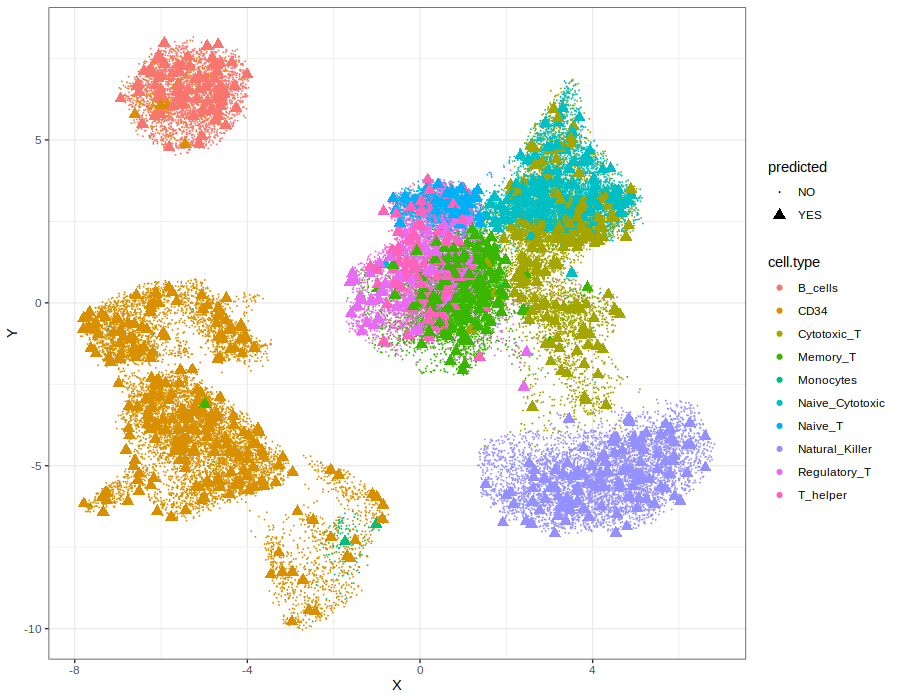 5
0
-5
-10
Y
-8
-4
0
4
X
predicted
NO
YES
cell.type
B_cells
CD34
Cytotoxic_T
Memory_T
Monocytes
Naive_Cytotoxic
Naive_T
Natural_Killer
Regulatory_T
T_helper